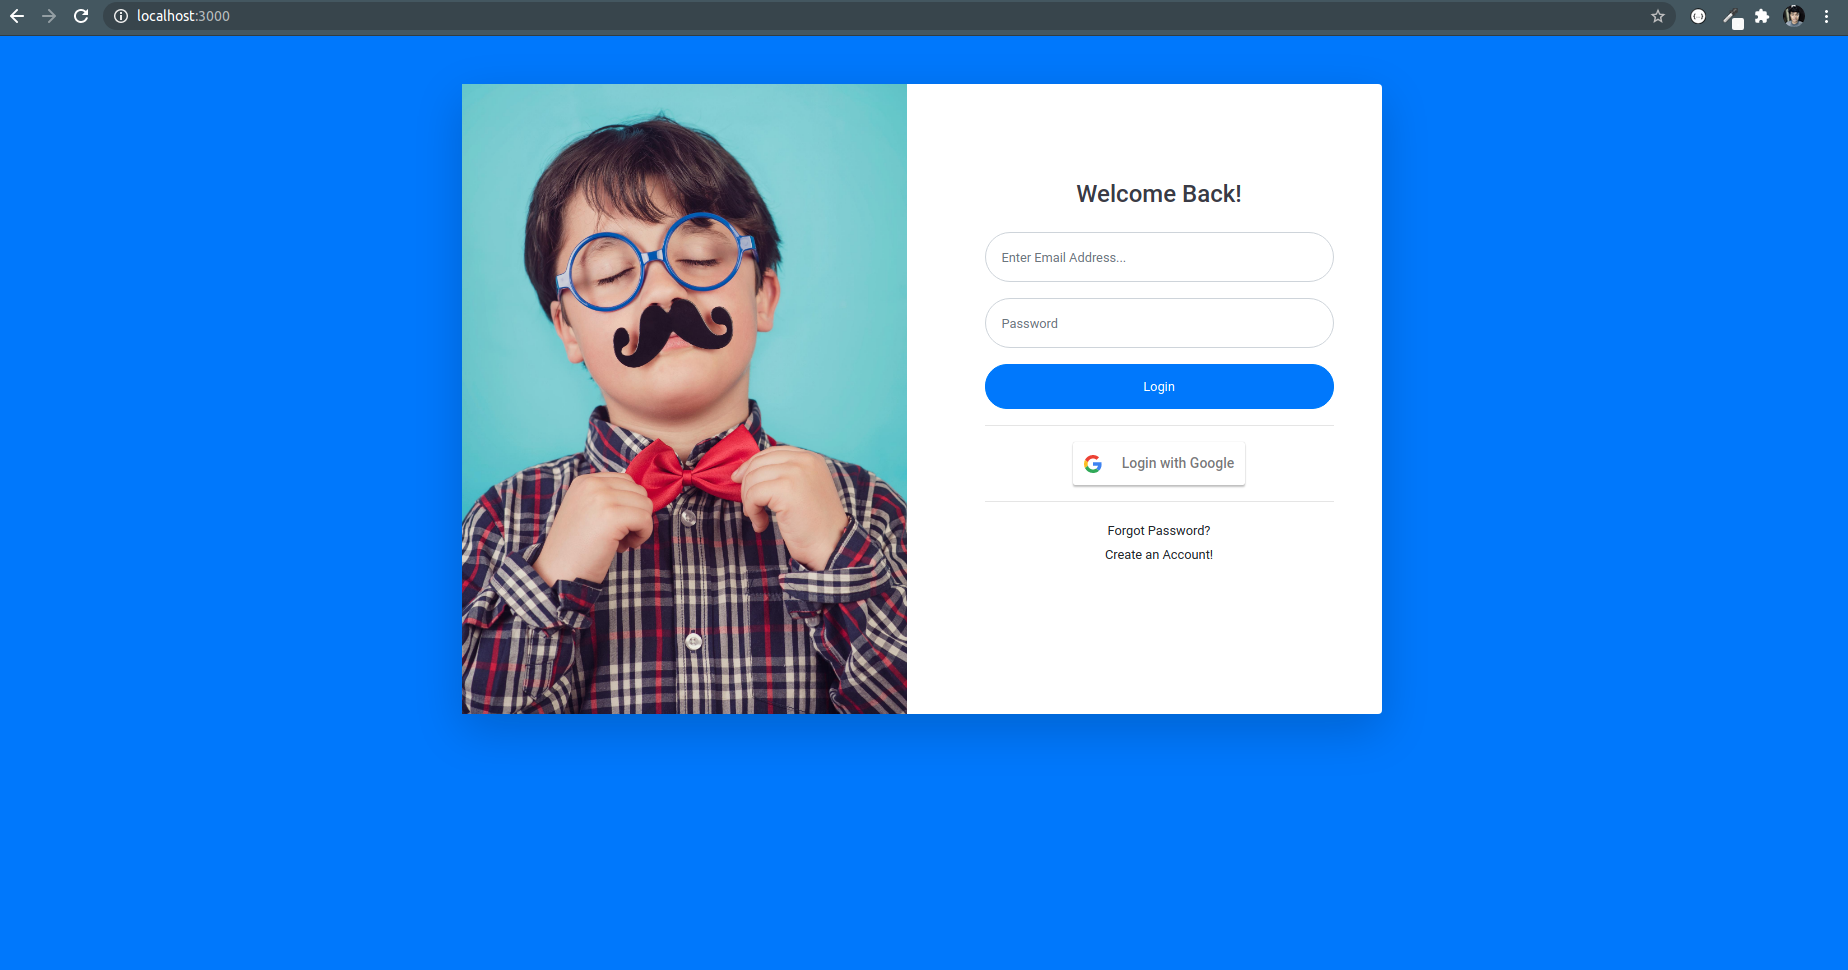 localhost:3000
Welcome Back!
Enter Email Address...
Password
Login
Login with Google
Forgot Password?
Create an Account!